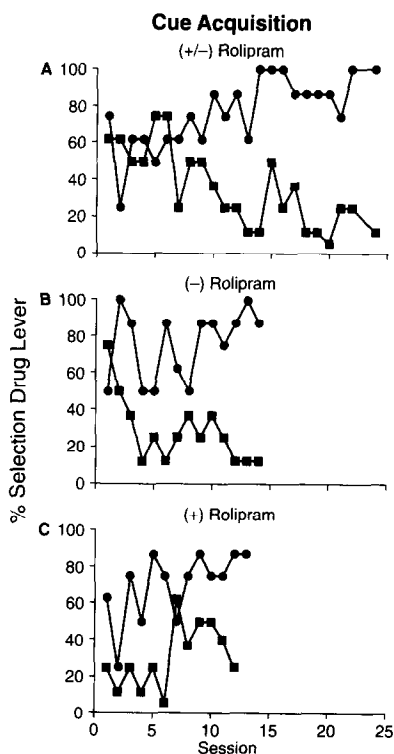 Cue Acquisition
(+/−) Rolipram
A
100
80
60
40
20
0
(−) Rolipram
B
100
80
60
40
20
0
% Selection Drug Lever
(+) Rolipram
C
100
80
60
40
20
0
0 5 10 15 20 25
Session